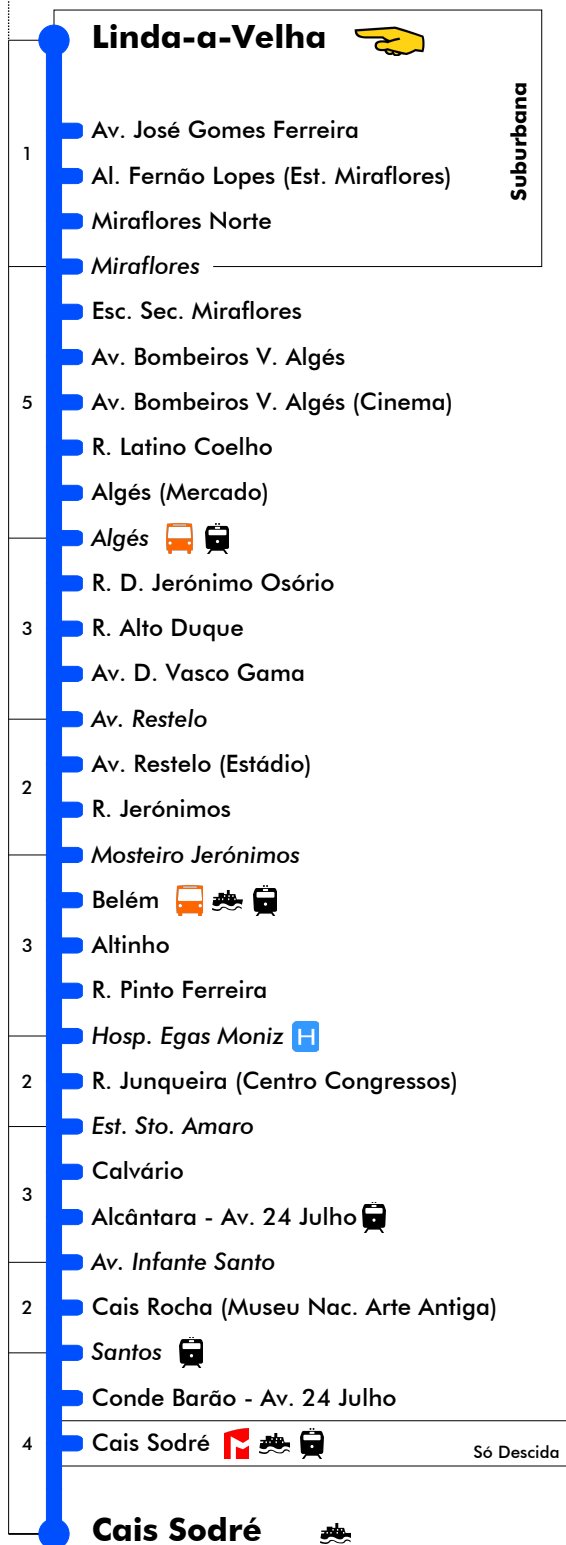 Linda-a-Velha
Suburbana
1
Av. José Gomes Ferreira
Al. Fernão Lopes (Est. Miraflores)
Miraflores Norte
Miraflores
Esc. Sec. Miraflores
Av. Bombeiros V. Algés
5
Av. Bombeiros V. Algés (Cinema)
R. Latino Coelho
Algés (Mercado)
Algés
R. D. Jerónimo Osório
3
R. Alto Duque
Av. D. Vasco Gama
Av. Restelo
Av. Restelo (Estádio)
2
R. Jerónimos
Mosteiro Jerónimos
Belém
3
Altinho
R. Pinto Ferreira
Hosp. Egas Moniz H
2
R. Junqueira (Centro Congressos)
Est. Sto. Amaro
Calvário
3
Alcântara - Av. 24 Julho
Av. Infante Santo
2
Cais Rocha (Museu Nac. Arte Antiga)
Santos
Conde Barão - Av. 24 Julho
4
Cais Sodré
Só Descida
Cais Sodré